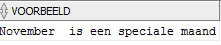 VOORBEELD
November  is een speciale maand